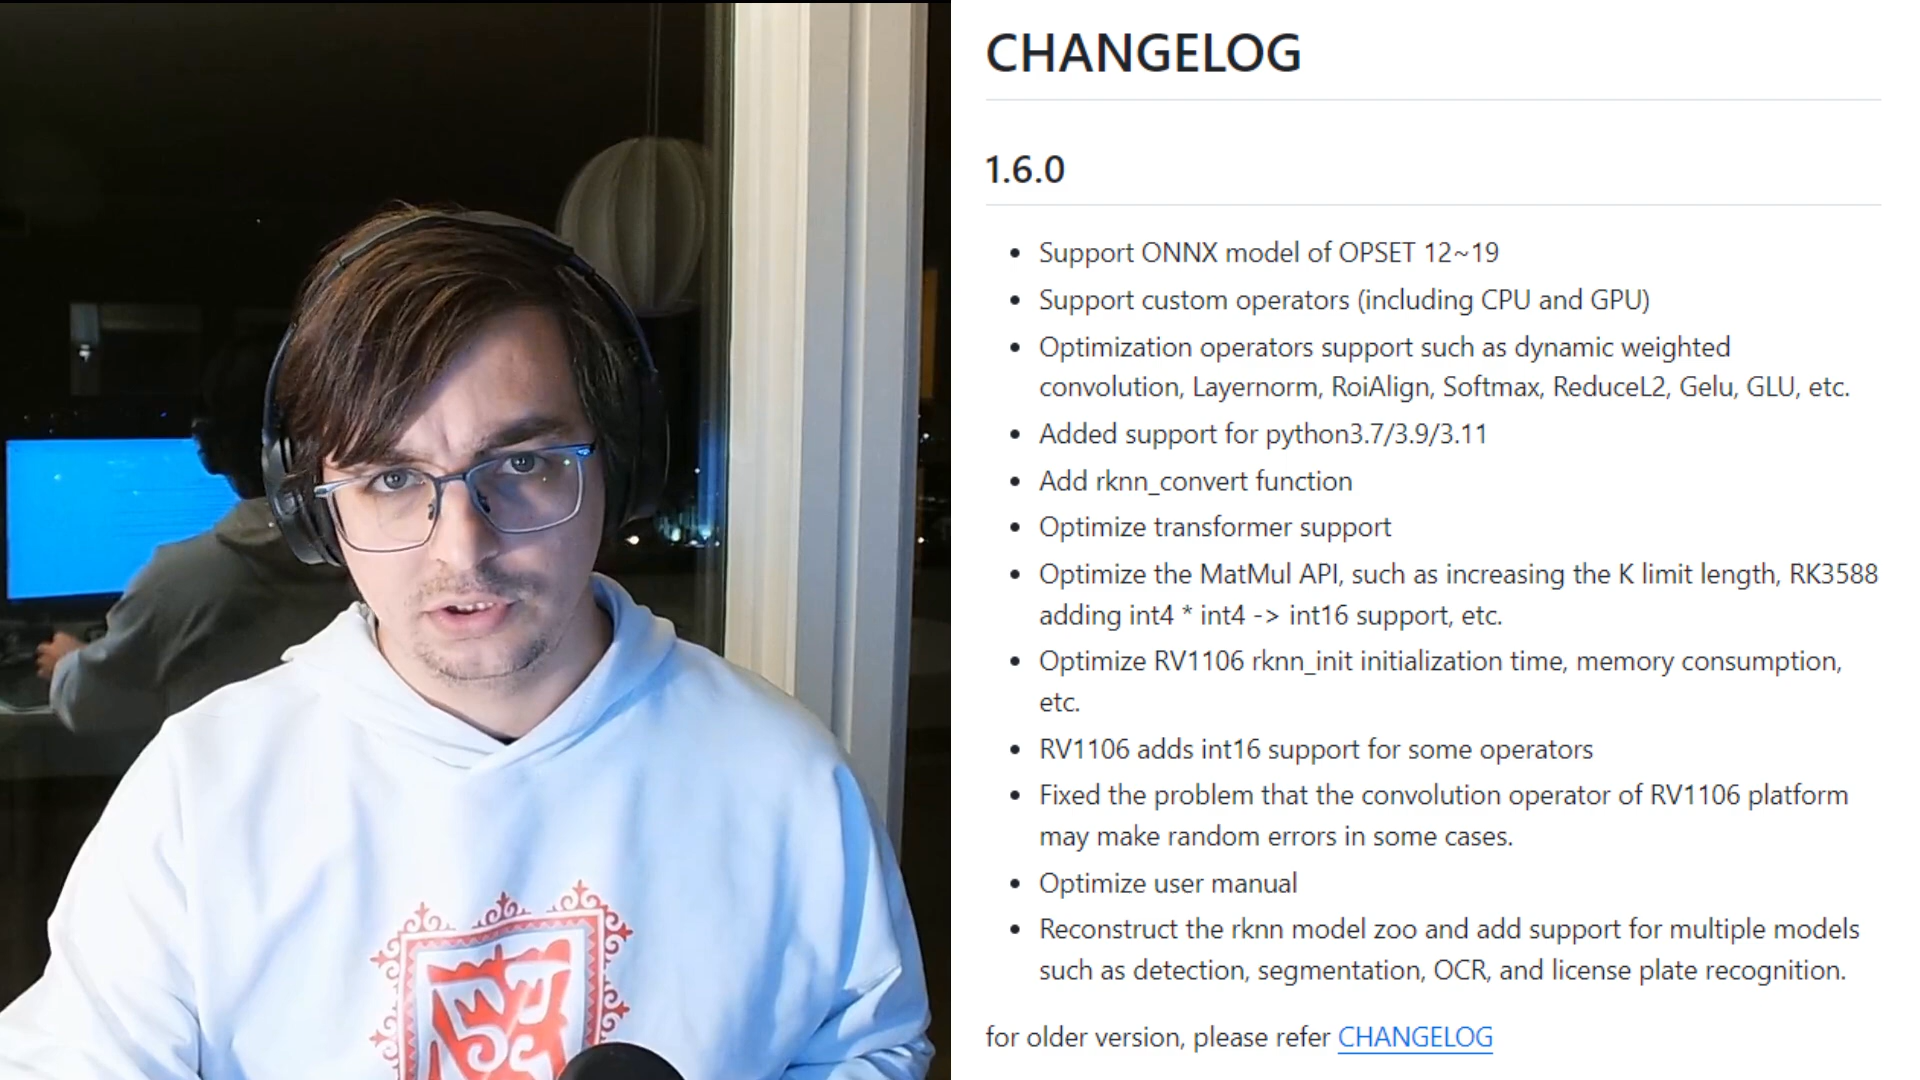 CHANGELOG
1.6.0
Support ONNX model of OPSET 12~19
Support custom operators (including CPU and GPU)
Optimization operators support such as dynamic weighted
convolution, Layernorm, RoiAlign, Softmax, ReduceL2, Gelu, GLU, etc.
Added support for python3.7/3.9/3.11
Add rknn_convert function
Optimize transformer support
Optimize the MatMul API, such as increasing the K limit length, RK3588
adding int4 * int4 -> int16 support, etc.
Optimize RV1106 rknn_init initialization time, memory consumption,
etc.
RV1106 adds int16 support for some operators
Fixed the problem that the convolution operator of RV1106 platform
may make random errors in some cases.
Optimize user manual
Reconstruct the rknn model zoo and add support for multiple models
such as detection, segmentation, OCR, and license plate recognition.
for older version, please refer CHANGELOG